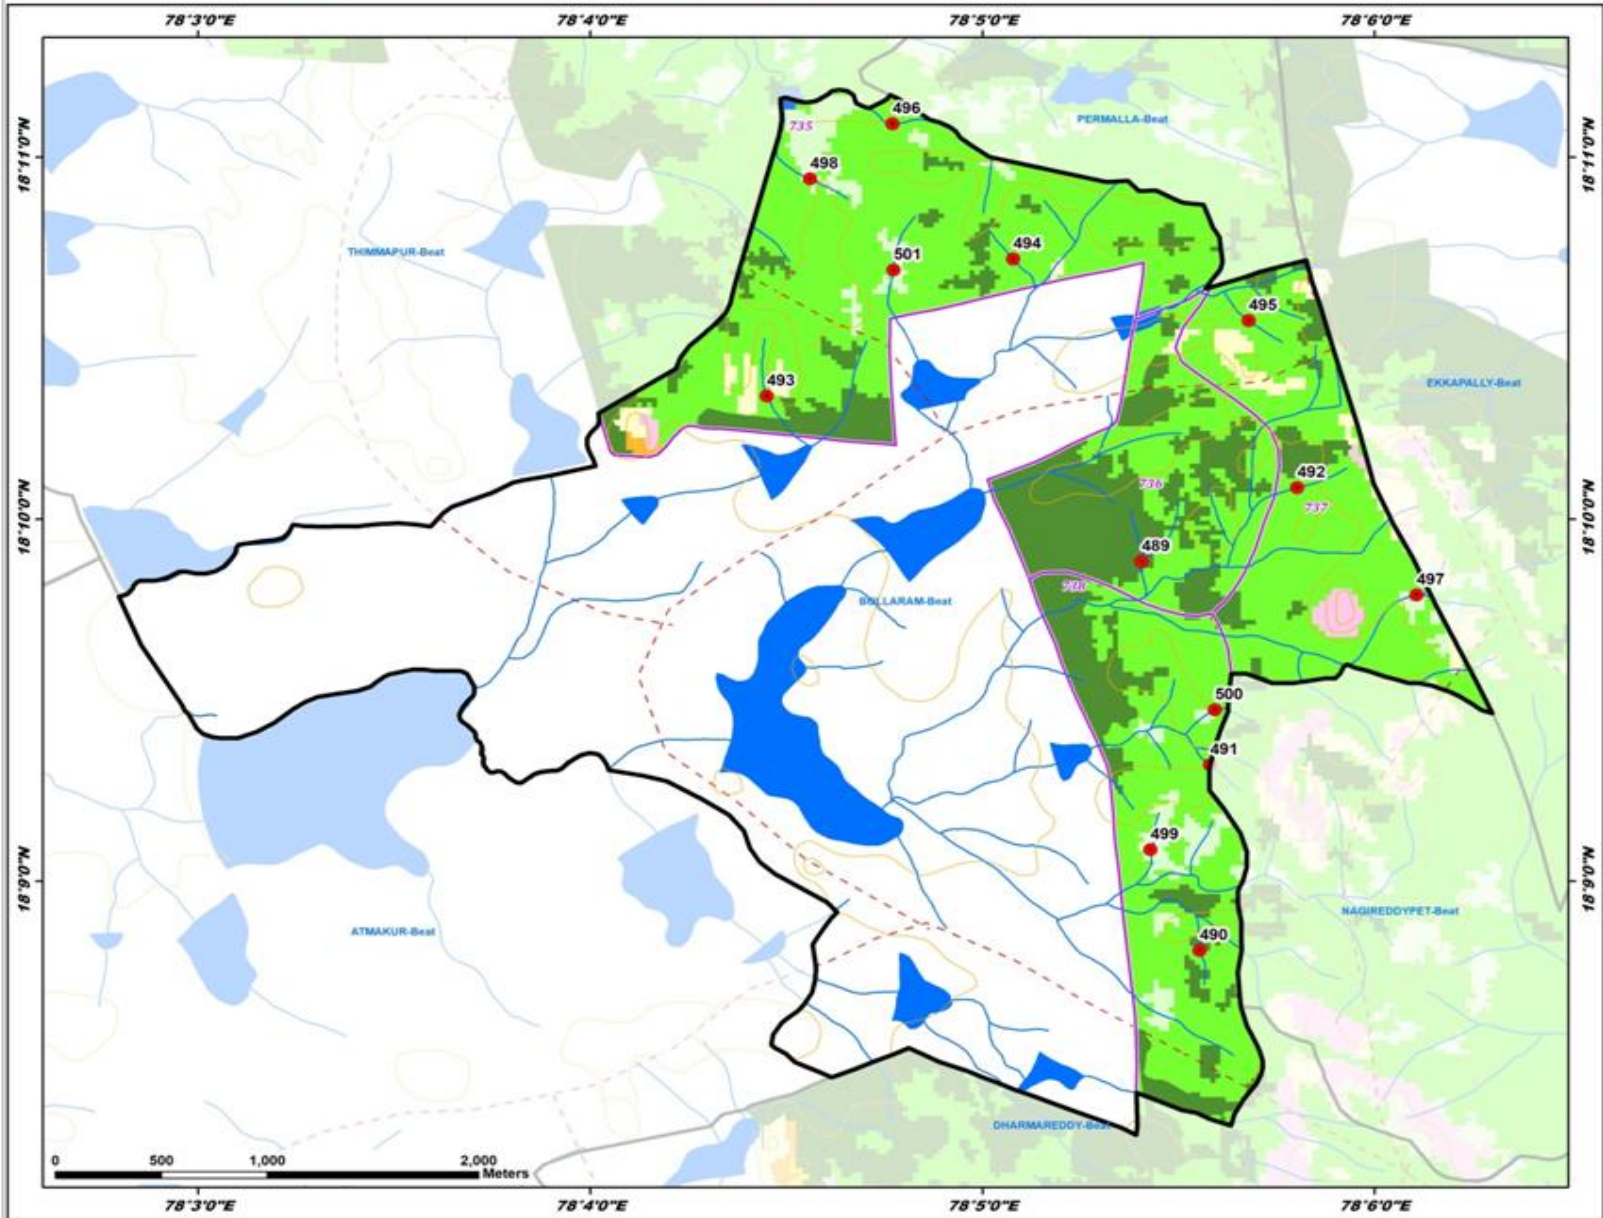 78°3'0"E 78°4'0"E 78°5'0"E 78°6'0"E
496
PERMALLA-Beat
735
18°11'0"N
18°11'0"N
498
494
THIMMAPUR-Beat
501
495
493
EKKAPALLY-Beat
492
736
737
18°10'0"N
18°10'0"N
489
497
738
BOLLARAM-Beat
500
491
499
18°9'0"N
18°9'0"N
NAGIREDDYPET-Beat
ATMAKUR-Beat
490
DHARMAREDDY-Beat
0 500 1,000 2,000
Meters
78°3'0"E 78°4'0"E 78°5'0"E 78°6'0"E